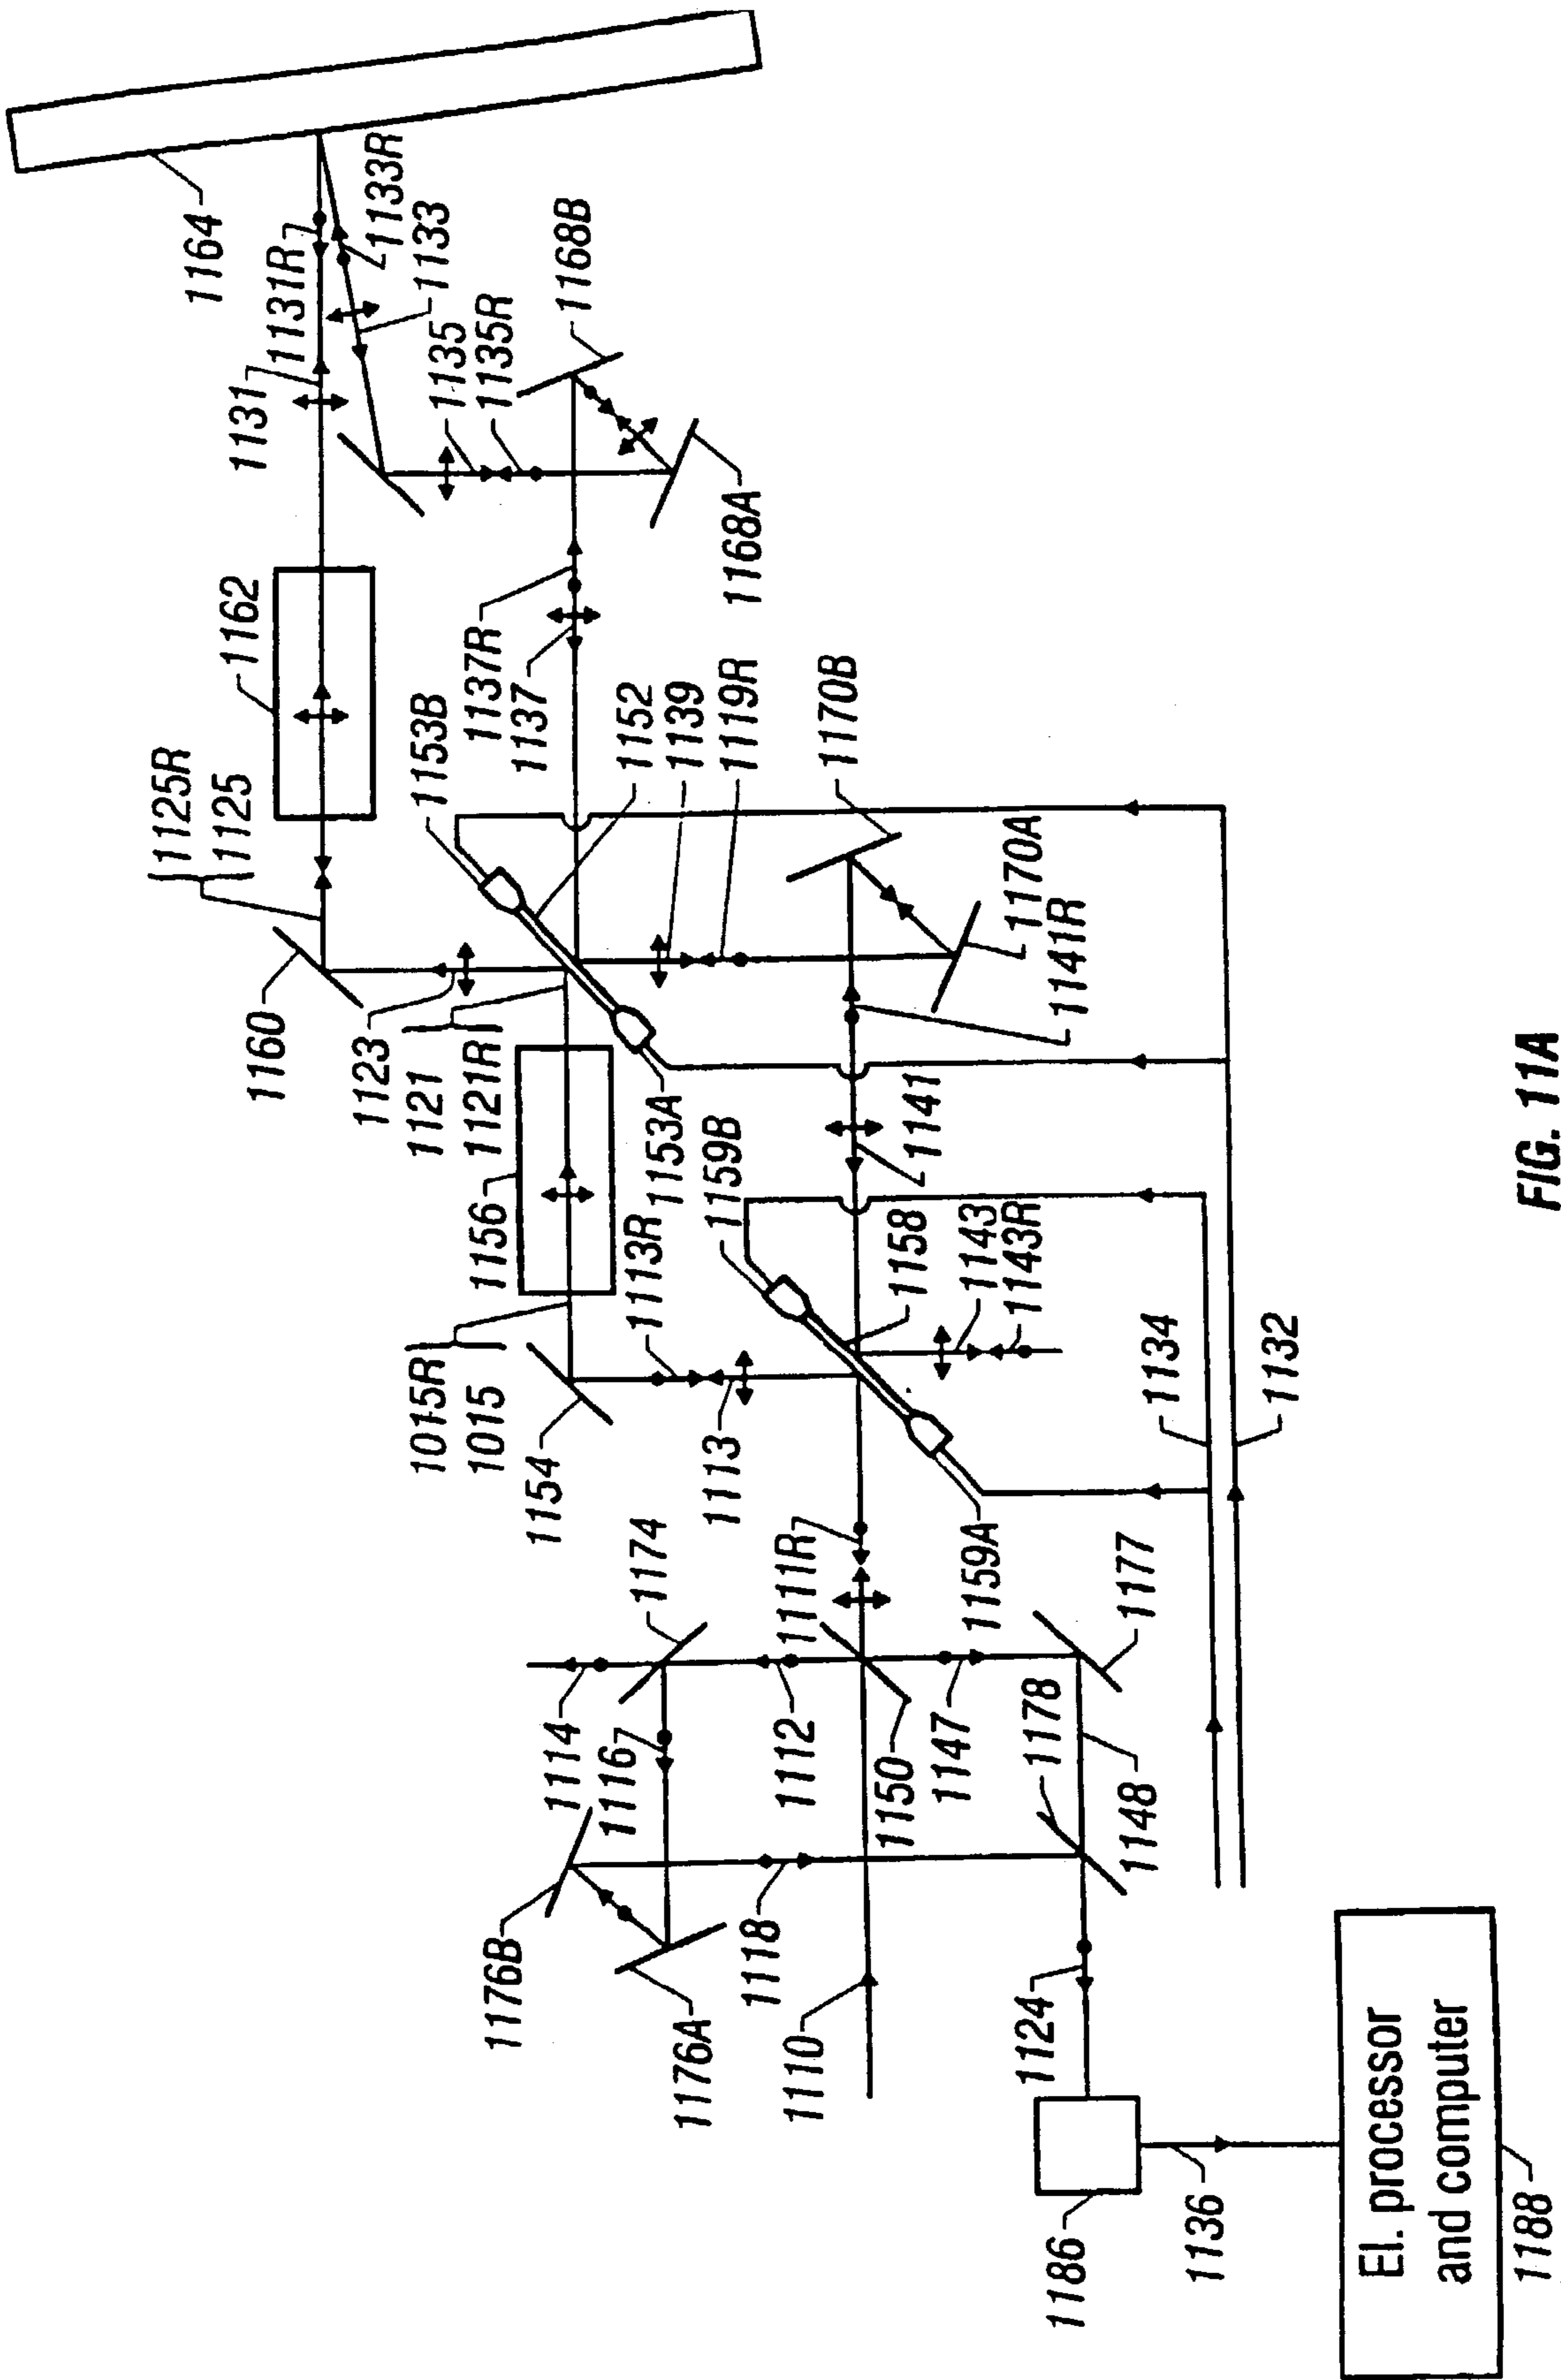 1164
1131
1131R
1133R
1133
1135
1135R
1168B
1168A
1162
1125R
1125
1160
1123
1121
1121R
1153B
1137R
1137
1152
1139
1119R
1170B
1170A
1141R
1141
1156
1015R
1015
1154
1113R
1113
1153A
1159B
1158
1143
1143R
1134
1132
1174
1111R
1159A
1177
1114
1116
1112
1150
1147
1178
1148
1176B
1176A
1118
1110
1124
1186
1136
El. processor
and computer
1188
FIG. 11A